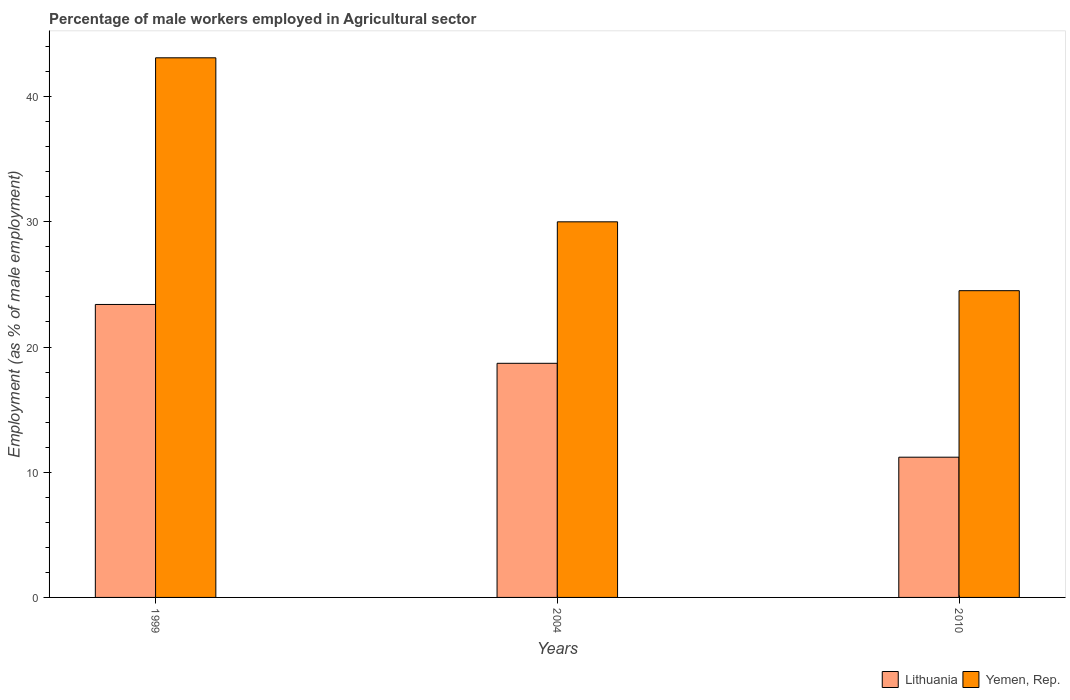 Percentage of male workers employed in Agricultural sector
Employment (as % of male employment)
40
30
20
10
0
1999
2004
2010
Years
Lithuania
Yemen, Rep.